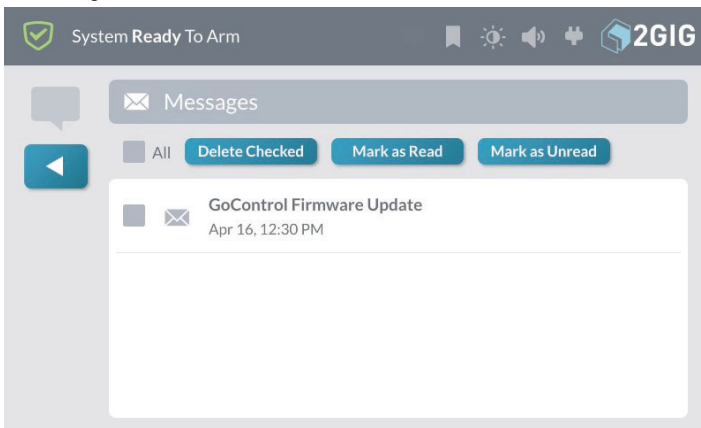 System Ready To Arm
2GIG
Messages
All Delete Checked Mark as Read Mark as Unread
GoControl Firmware Update
Apr 16, 12:30 PM